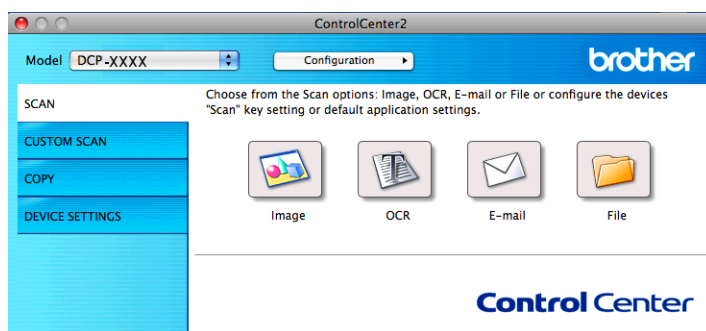 ControlCenter2
Model DCP-XXXX Configuration brother
SCAN
CUSTOM SCAN
COPY
DEVICE SETTINGS
Choose from the Scan options: Image, OCR, E-mail or File or configure the devices
"Scan" key setting or default application settings.
Image OCR E-mail File
Control Center